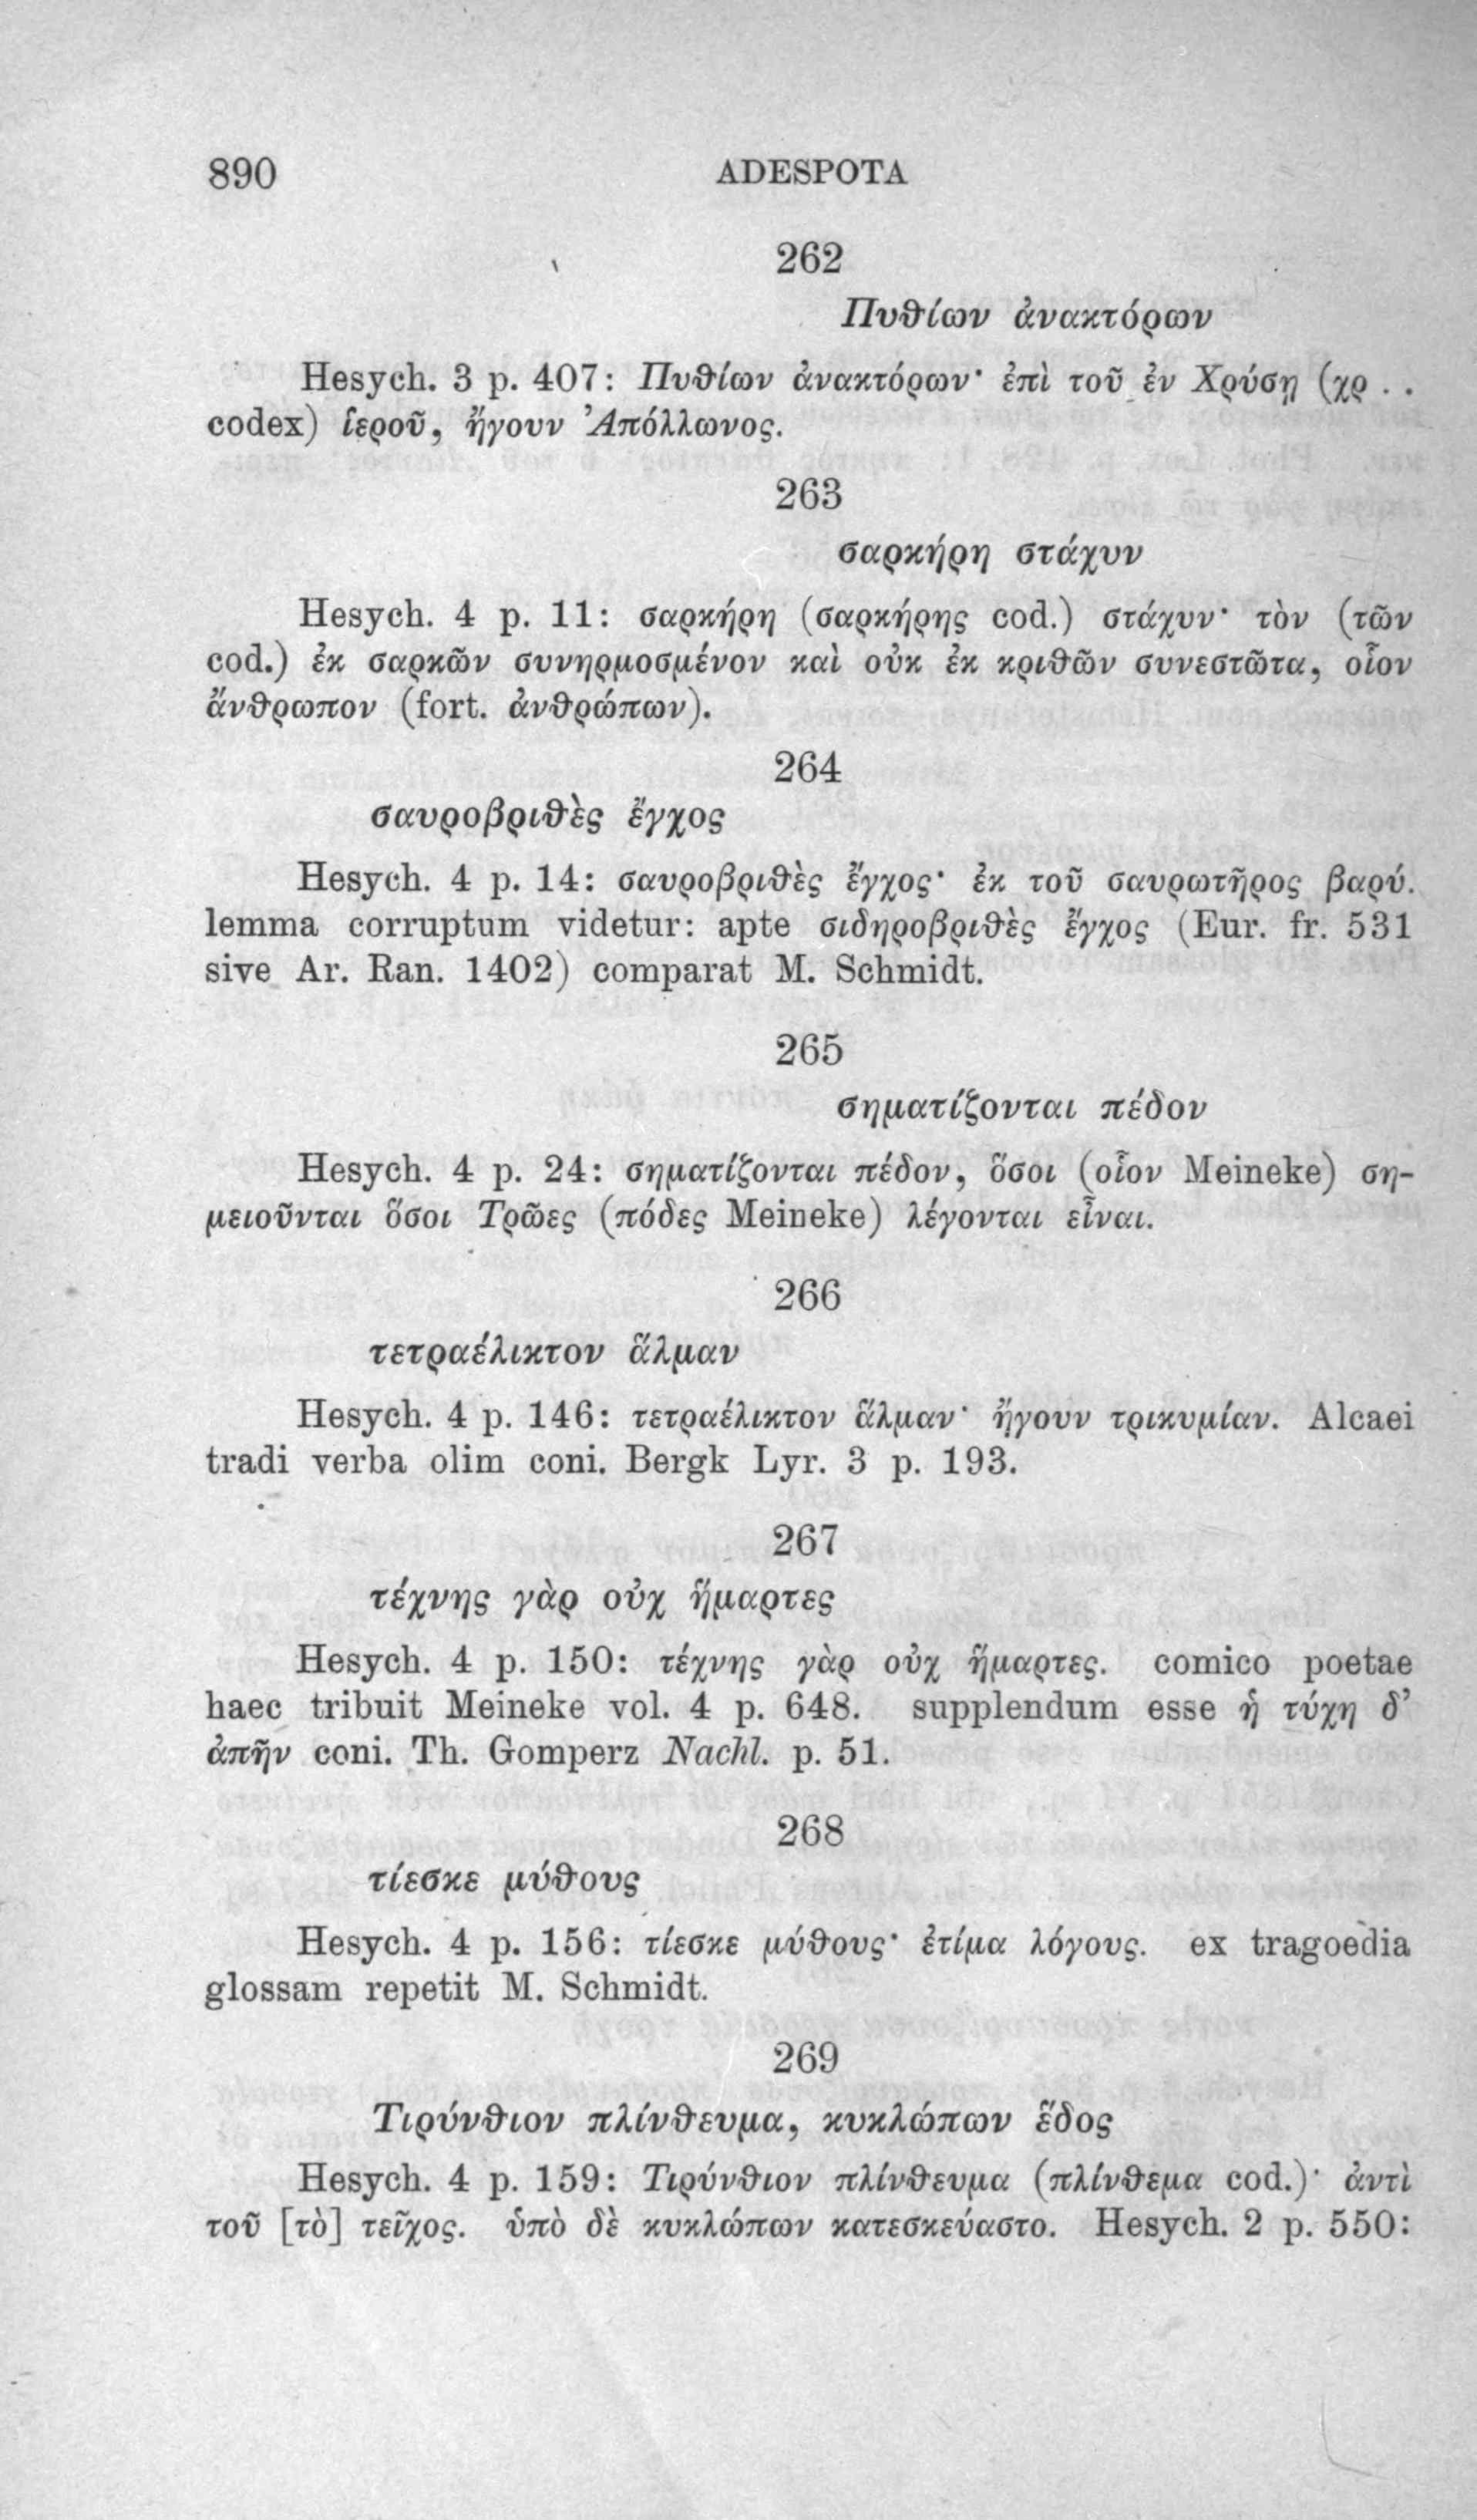 890 ADESPOTA
262
Πυθίων ἀνακτόρων
Hesych. 3 p. 407: Πυθίων ἀνακτόρων· ἐπὶ τοῦ ἐν Χρύσῃ (χρ . .
codex) ἱεροῦ, ἤγουν Ἀπόλλωνος.
263
σαρκήρη στάχυν
Hesych. 4 p. 11: σαρκήρη (σαρκήρης cod.) στάχυν· τὸν (τῶν
cod.) ἐκ σαρκῶν συνηρμοσμένον καὶ οὐκ ἐκ κριθῶν συνεστῶτα, οἷον
ἄνθρωπον (fort. ἀνθρώπων).
264
σαυροβριθὲς ἔγχος
Hesych. 4 p. 14: σαυροβριθὲς ἔγχος· ἐκ τοῦ σαυρωτῆρος βαρύ.
lemma corruptum videtur: apte σιδηροβριθὲς ἔγχος (Eur. fr. 531
sive Ar. Ran. 1402) comparat M. Schmidt.
265
σηματίζονται πέδον
Hesych. 4 p. 24: σηματίζονται πέδον, ὅσοι (οἷον Meineke) ση-
μειοῦνται ὅσοι Τρῶες (πόδες Meineke) λέγονται εἶναι.
266
τετραέλικτον ἅλμαν
Hesych. 4 p. 146: τετραέλικτον ἅλμαν· ἤγουν τρικυμίαν. Alcaei
tradi verba olim coni. Bergk Lyr. 3 p. 193.
267
τέχνης γὰρ οὐχ ἥμαρτες
Hesych. 4 p. 150: τέχνης γὰρ οὐχ ἥμαρτες. comico poetae
haec tribuit Meineke vol. 4 p. 648. supplendum esse ἡ τύχη δ’
ἀπῆν coni. Th. Gomperz Nachl. p. 51.
268
τίεσκε μύθους
Hesych. 4 p. 156: τίεσκε μύθους· ἐτίμα λόγους. ex tragoedia
glossam repetit M. Schmidt.
269
Τιρύνθιον πλίνθευμα, κυκλώπων ἕδος
Hesych. 4 p. 159: Τιρύνθιον πλίνθευμα (πλίνθεμα cod.)· ἀντὶ
τοῦ [τὸ] τεῖχος. ὑπὸ δὲ κυκλώπων κατεσκεύαστο. Hesych. 2 p. 550: